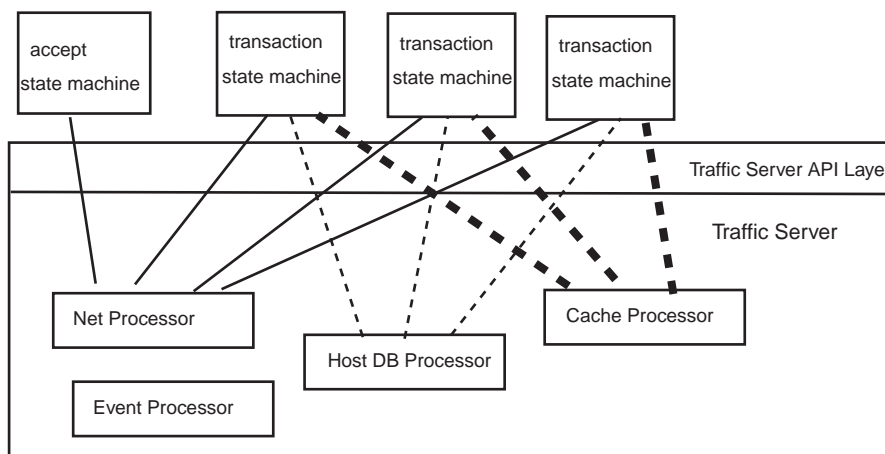 accept
state machine
transaction
state machine
transaction
state machine
transaction
state machine
Traffic Server API Laye
Traffic Server
Net Processor
Cache Processor
Host DB Processor
Event Processor